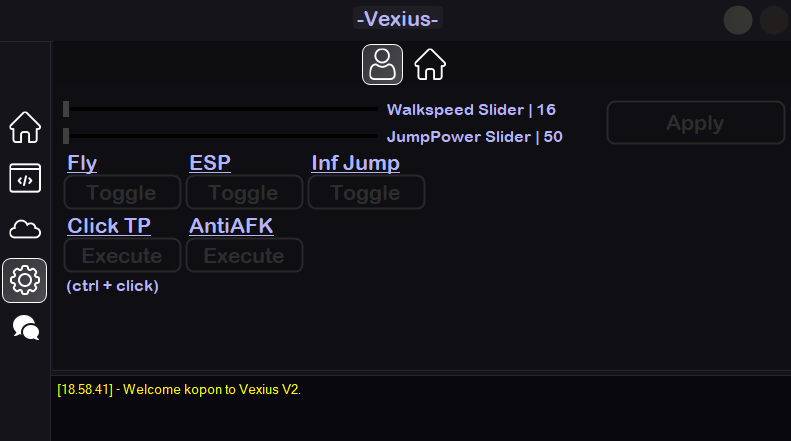 -Vexius-
Walkspeed Slider | 16
Apply
JumpPower Slider | 50
Fly ESP Inf Jump
Toggle Toggle Toggle
Click TP AntiAFK
Execute Execute
(ctrl + click)
[18.58.41] - Welcome kopon to Vexius V2.